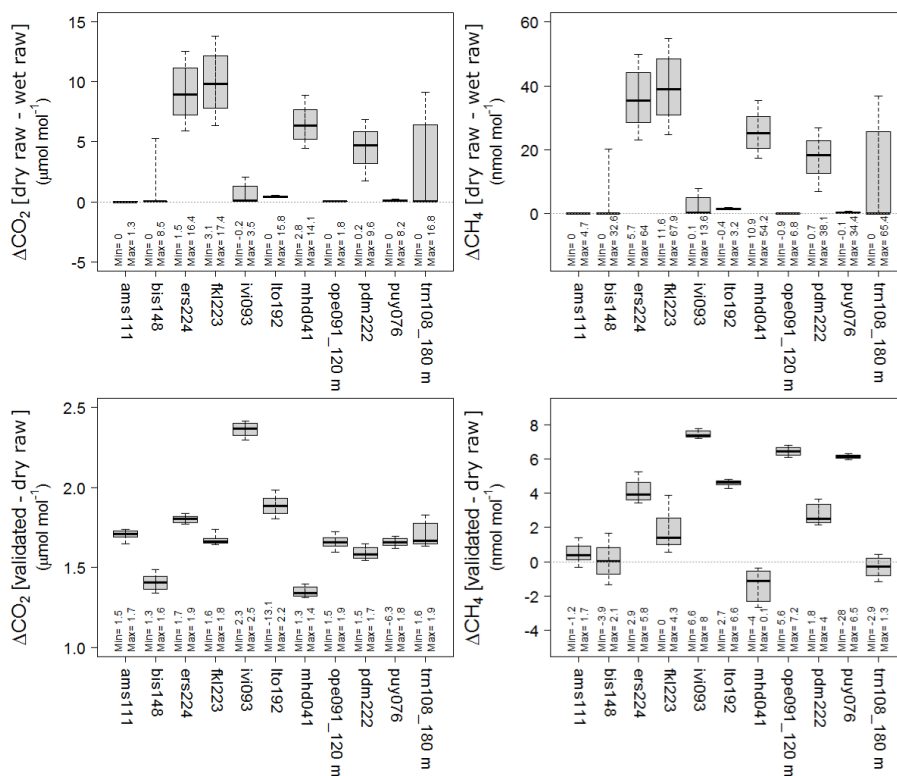 ΔCO₂ [dry raw - wet raw]
(μmol mol⁻¹)
15
10
5
0
-5
Min= 0
Max= 1.3
Min= 0
Max= 8.5
Min= 1.5
Max= 16.4
Min= 3.1
Max= 17.4
Min= -0.2
Max= 3.5
Min= 0
Max= 15.8
Min= 2.8
Max= 14.1
Min= 0
Max= 1.8
Min= 0.2
Max= 9.6
Min= 0
Max= 8.2
Min= 0
Max= 16.8
ams111
bis148
ers224
fkl223
ivi093
lto192
mhd041
ope091_120 m
pdm222
puy076
trn108_180 m
ΔCH₄ [dry raw - wet raw]
(nmol mol⁻¹)
60
40
20
0
Min= 0
Max= 4.7
Min= 0
Max= 32.6
Min= 5.7
Max= 64
Min= 11.6
Max= 67.9
Min= 0.1
Max= 13.6
Min= -0.4
Max= 3.2
Min= 10.9
Max= 54.2
Min= -0.9
Max= 6.8
Min= 0.7
Max= 38.1
Min= -0.1
Max= 34.4
Min= 0
Max= 65.4
ams111
bis148
ers224
fkl223
ivi093
lto192
mhd041
ope091_120 m
pdm222
puy076
trn108_180 m
ΔCO₂ [validated - dry raw]
(μmol mol⁻¹)
2.5
2.0
1.5
1.0
Min= 1.5
Max= 1.7
Min= 1.3
Max= 1.6
Min= 1.7
Max= 1.9
Min= 1.6
Max= 1.8
Min= 2.3
Max= 2.5
Min= -13.1
Max= 2.2
Min= 1.3
Max= 1.4
Min= 1.5
Max= 1.9
Min= 1.5
Max= 1.7
Min= -6.3
Max= 1.8
Min= 1.6
Max= 1.9
ams111
bis148
ers224
fkl223
ivi093
lto192
mhd041
ope091_120 m
pdm222
puy076
trn108_180 m
ΔCH₄ [validated - dry raw]
(nmol mol⁻¹)
8
6
4
2
0
-2
-4
Min= -1.2
Max= 1.7
Min= -3.9
Max= 2.1
Min= 2.9
Max= 5.8
Min= 0
Max= 4.3
Min= 6.6
Max= 8
Min= 2.7
Max= 6.6
Min= -4
Max= 0.1
Min= 5.6
Max= 7.2
Min= 1.8
Max= 4
Min= -28
Max= 6.5
Min= -2.9
Max= 1.3
ams111
bis148
ers224
fkl223
ivi093
lto192
mhd041
ope091_120 m
pdm222
puy076
trn108_180 m